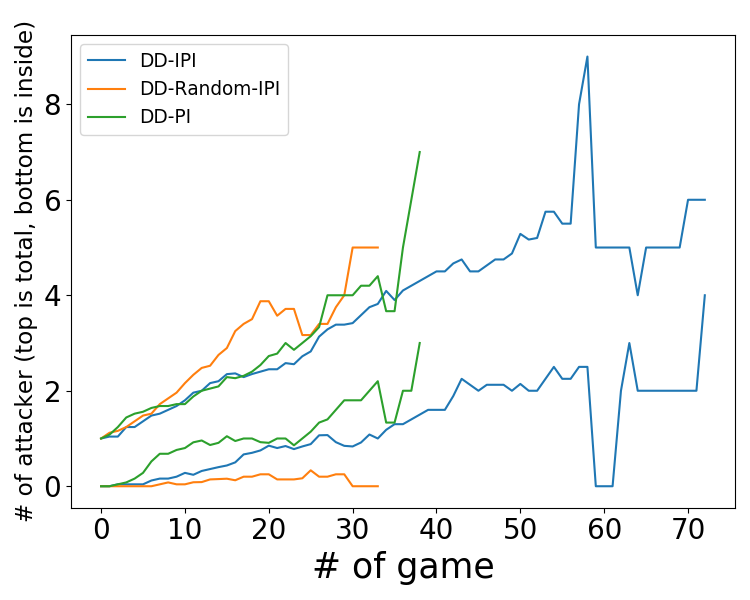 # of attacker (top is total, bottom is inside)
DD-IPI
DD-Random-IPI
DD-PI
8
6
4
2
0
0 10 20 30 40 50 60 70
# of game